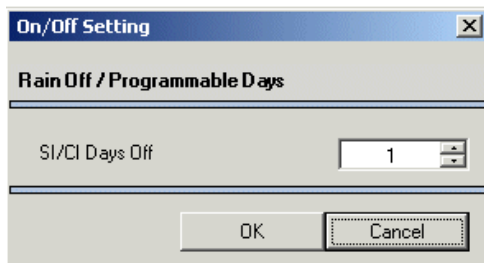 On/Off Setting
Rain Off / Programmable Days
SI/CI Days Off 1
OK Cancel